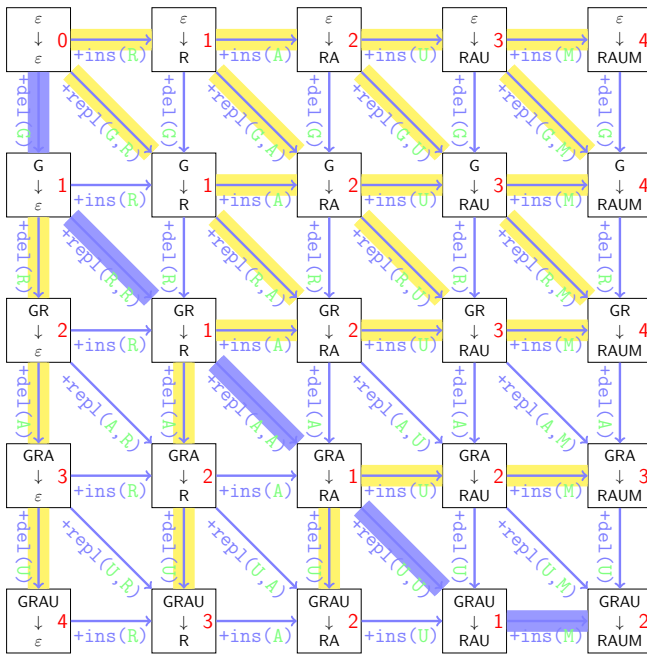 ε ε ε ε ε
↓ 0 ↓ 1 ↓ 2 ↓ 3 ↓ 4
ε +ins(R) R +ins(A) RA +ins(U) RAU +ins(M) RAUM
+del(G) +repl(G,R) +del(G) +repl(G,A) +del(G) +repl(G,U) +del(G) +repl(G,M) +del(G)
G G G G G
↓ 1 ↓ 1 ↓ 2 ↓ 3 ↓ 4
ε +ins(R) R +ins(A) RA +ins(U) RAU +ins(M) RAUM
+del(R) +repl(R,R) +del(R) +repl(R,A) +del(R) +repl(R,U) +del(R) +repl(R,M) +del(R)
GR GR GR GR GR
↓ 2 ↓ 1 ↓ 2 ↓ 3 ↓ 4
ε +ins(R) R +ins(A) RA +ins(U) RAU +ins(M) RAUM
+del(A) +repl(A,R) +del(A) +repl(A,A) +del(A) +repl(A,U) +del(A) +repl(A,M) +del(A)
GRA GRA GRA GRA GRA
↓ 3 ↓ 2 ↓ 1 ↓ 2 ↓ 3
ε +ins(R) R +ins(A) RA +ins(U) RAU +ins(M) RAUM
+del(U) +repl(U,R) +del(U) +repl(U,A) +del(U) +repl(U,U) +del(U) +repl(U,M) +del(U)
GRAU GRAU GRAU GRAU GRAU
↓ 4 ↓ 3 ↓ 2 ↓ 1 ↓ 2
ε +ins(R) R +ins(A) RA +ins(U) RAU +ins(M) RAUM